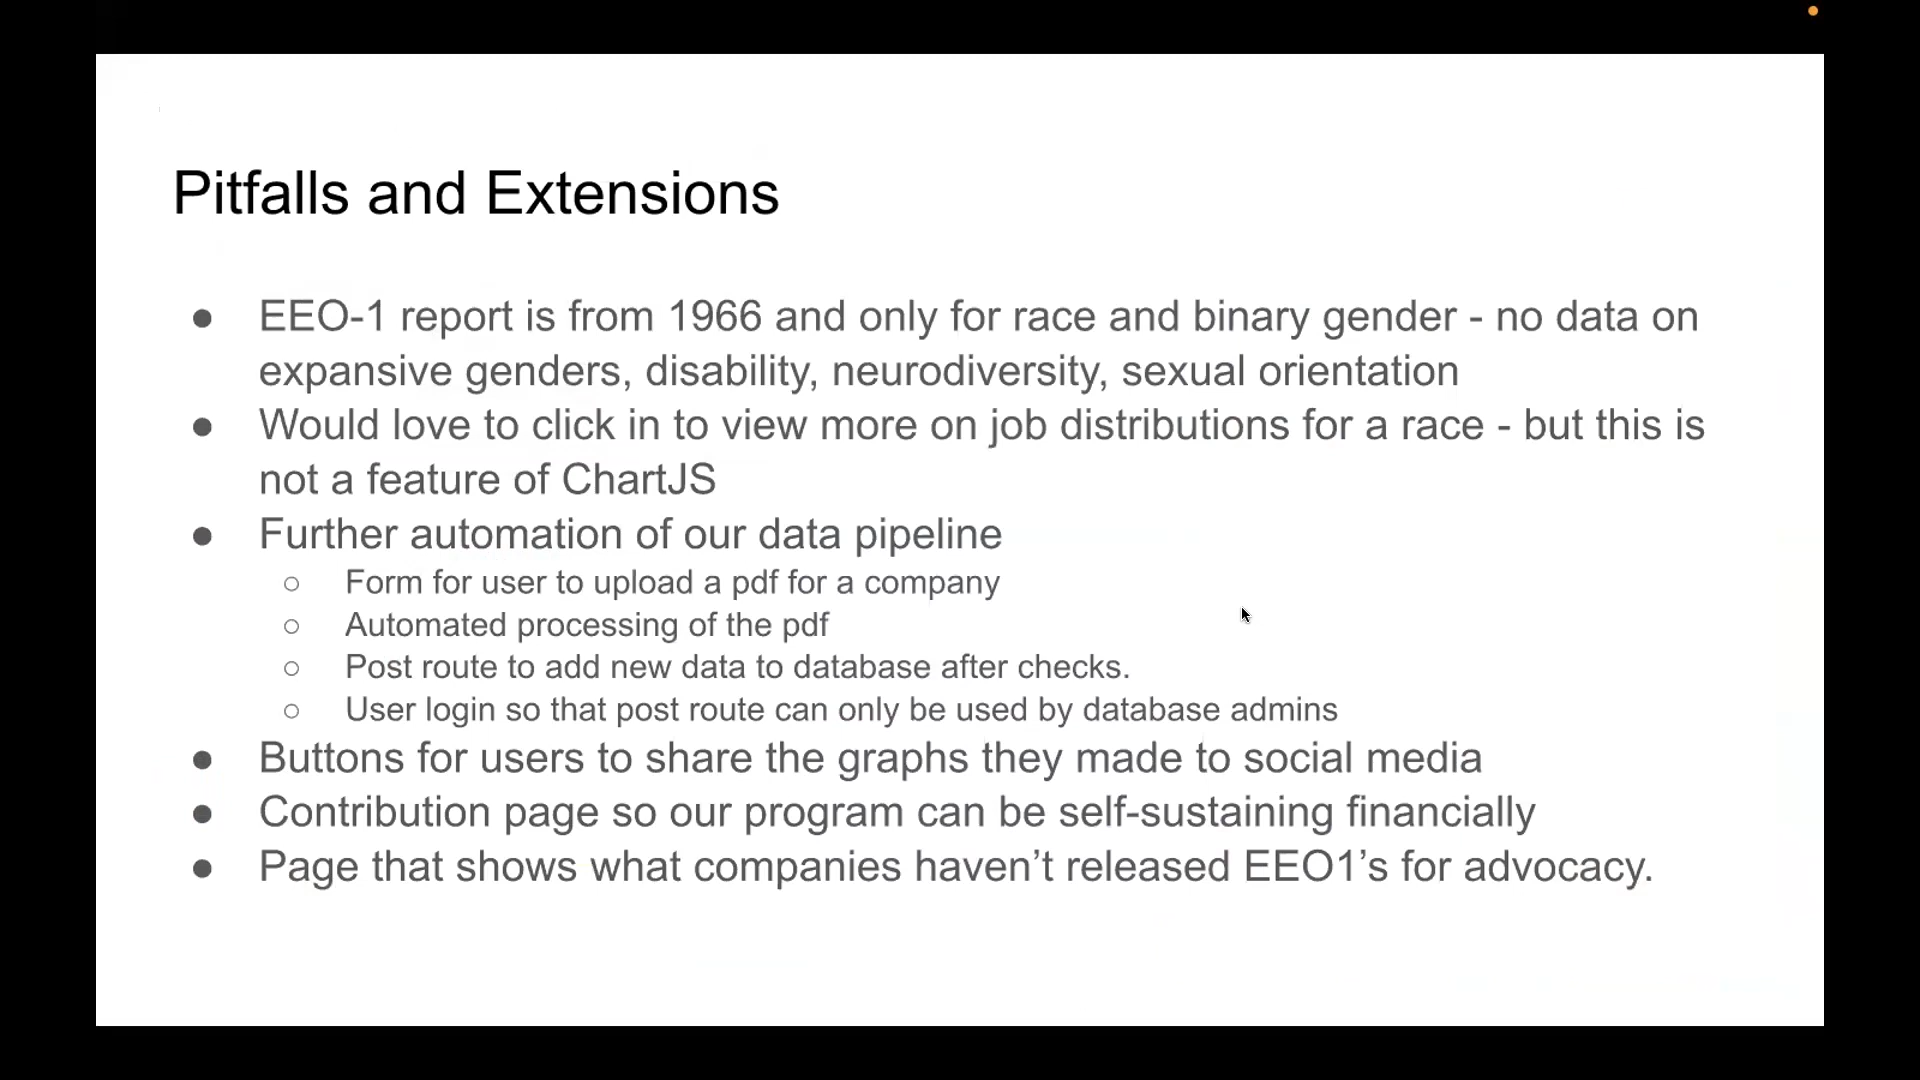 Pitfalls and Extensions
● EEO-1 report is from 1966 and only for race and binary gender - no data on
expansive genders, disability, neurodiversity, sexual orientation
● Would love to click in to view more on job distributions for a race - but this is
not a feature of ChartJS
● Further automation of our data pipeline
○ Form for user to upload a pdf for a company
○ Automated processing of the pdf
○ Post route to add new data to database after checks.
○ User login so that post route can only be used by database admins
● Buttons for users to share the graphs they made to social media
● Contribution page so our program can be self-sustaining financially
● Page that shows what companies haven’t released EEO1’s for advocacy.